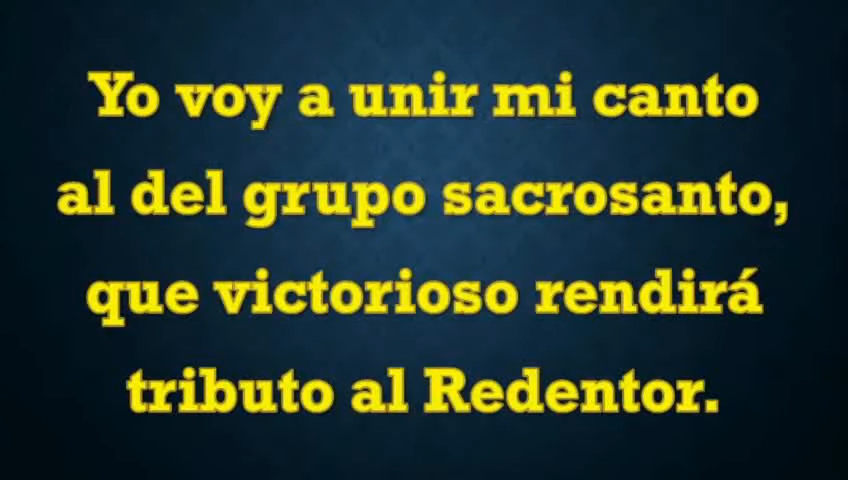 Yo voy a unir mi canto
al del grupo sacrosanto,
que victorioso rendirá
tributo al Redentor.